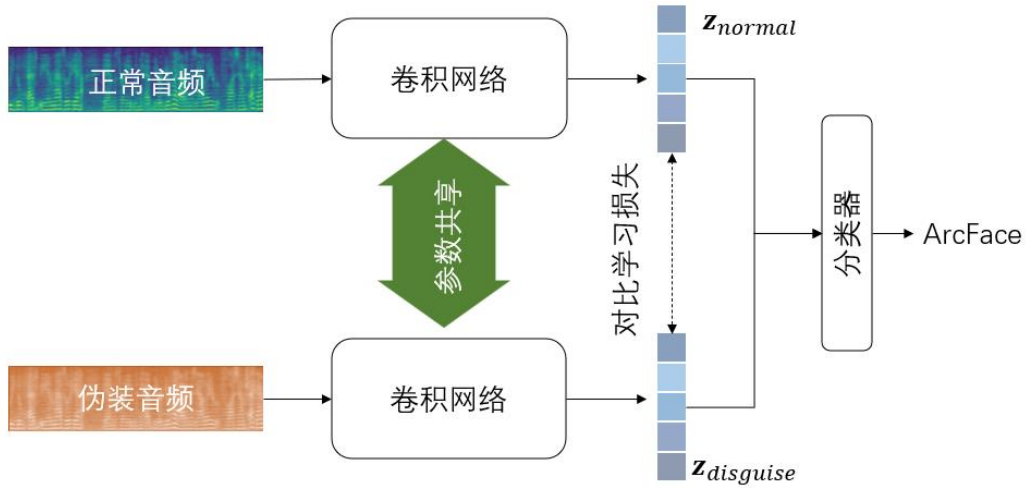 正常音频
卷积网络
z_normal
参数共享
对比学习损失
分类器
ArcFace
伪装音频
卷积网络
z_disguise